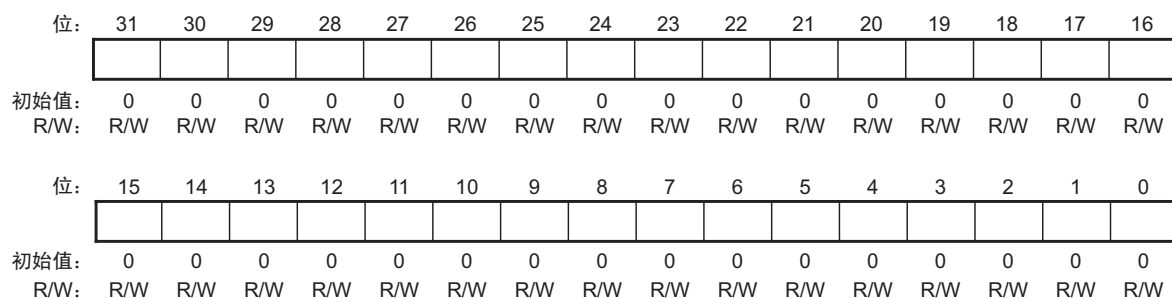 位： 31 30 29 28 27 26 25 24 23 22 21 20 19 18 17 16
初始值： 0 0 0 0 0 0 0 0 0 0 0 0 0 0 0 0
R/W： R/W R/W R/W R/W R/W R/W R/W R/W R/W R/W R/W R/W R/W R/W R/W R/W
位： 15 14 13 12 11 10 9 8 7 6 5 4 3 2 1 0
初始值： 0 0 0 0 0 0 0 0 0 0 0 0 0 0 0 0
R/W： R/W R/W R/W R/W R/W R/W R/W R/W R/W R/W R/W R/W R/W R/W R/W R/W